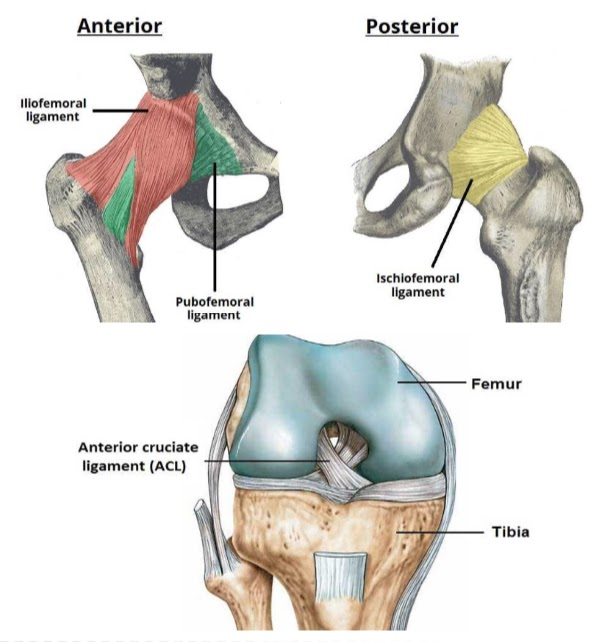 Anterior
Posterior
Iliofemoral
ligament
Pubofemoral
ligament
Ischiofemoral
ligament
Femur
Anterior cruciate
ligament (ACL)
Tibia